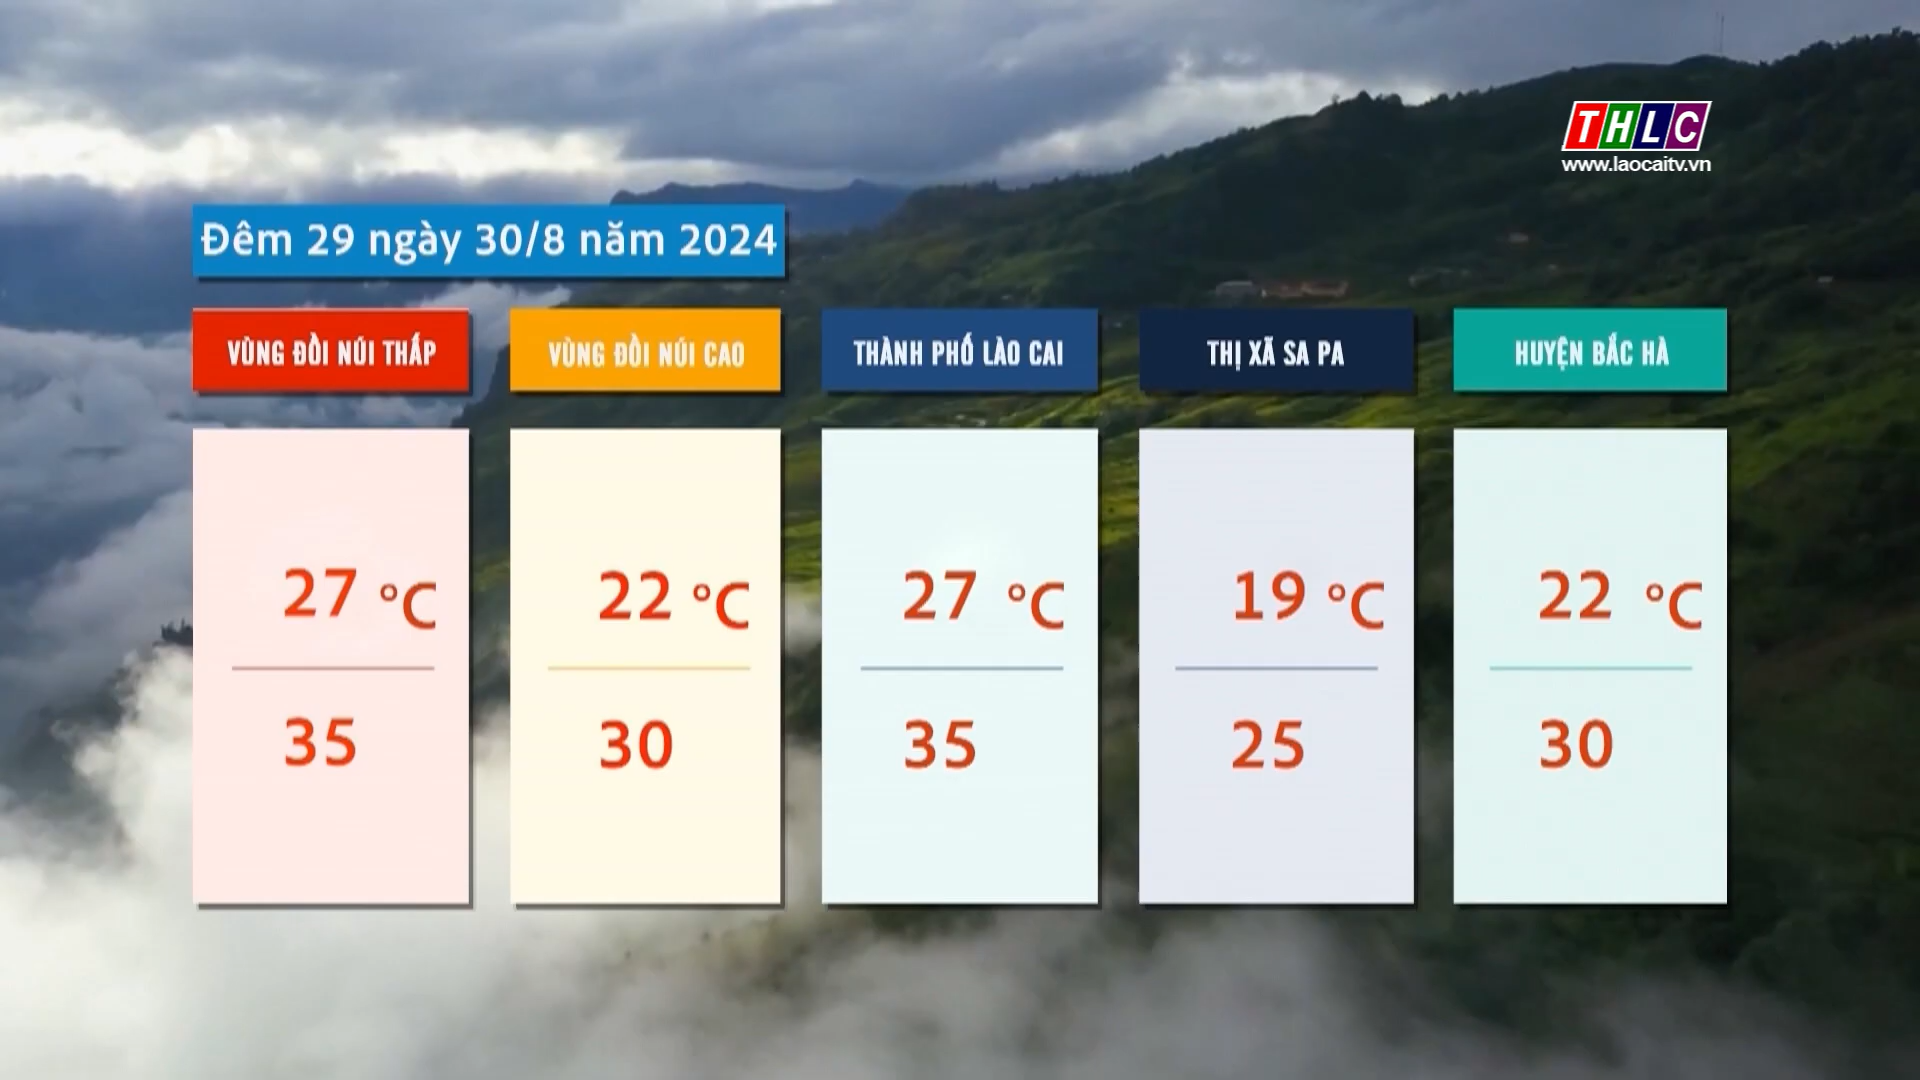 THLC
www.laocaitv.vn
Đêm 29 ngày 30/8 năm 2024
VÙNG ĐỒI NÚI THẤP
VÙNG ĐỒI NÚI CAO
THÀNH PHỐ LÀO CAI
THỊ XÃ SA PA
HUYỆN BẮC HÀ
27 °C
22 °C
27 °C
19 °C
22 °C
35
30
35
25
30